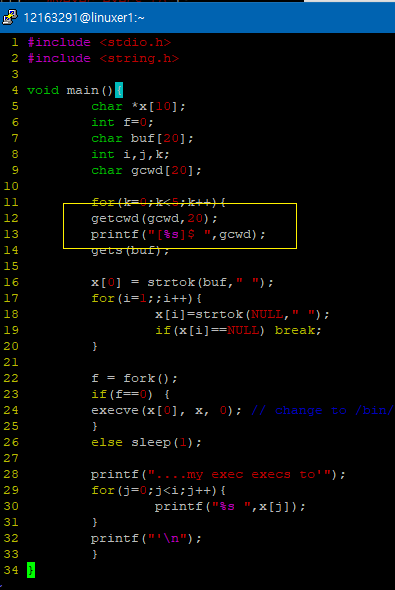 12163291@linuxer1:~
1 #include <stdio.h>
2 #include <string.h>
3
4 void main(){
5         char *x[10];
6         int f=0;
7         char buf[20];
8         int i,j,k;
9         char gcwd[20];
10
11         for(k=0;k<5;k++){
12         getcwd(gcwd,20);
13         printf("[%s]$ ",gcwd);
14         gets(buf);
15
16         x[0] = strtok(buf," ");
17         for(i=1;;i++){
18                 x[i]=strtok(NULL," ");
19                 if(x[i]==NULL) break;
20         }
21
22         f = fork();
23         if(f==0) {
24         execve(x[0], x, 0); // change to /bin/
25         }
26         else sleep(1);
27
28         printf("....my exec execs to'");
29         for(j=0;j<i;j++){
30                 printf("%s ",x[j]);
31         }
32         printf("'\n");
33         }
34 }